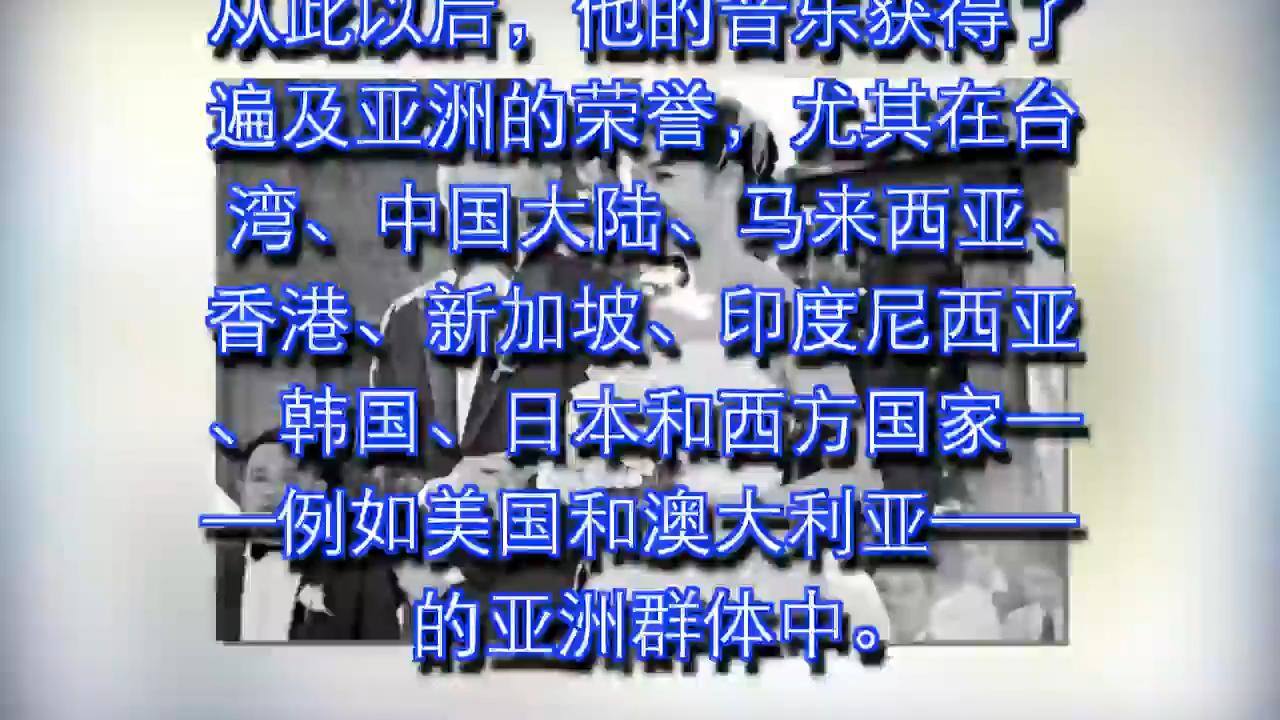 从此以后，他的音乐获得了
遍及亚洲的荣誉，尤其在台
湾、中国大陆、马来西亚、
香港、新加坡、印度尼西亚
、韩国、日本和西方国家—
—例如美国和澳大利亚——
的亚洲群体中。